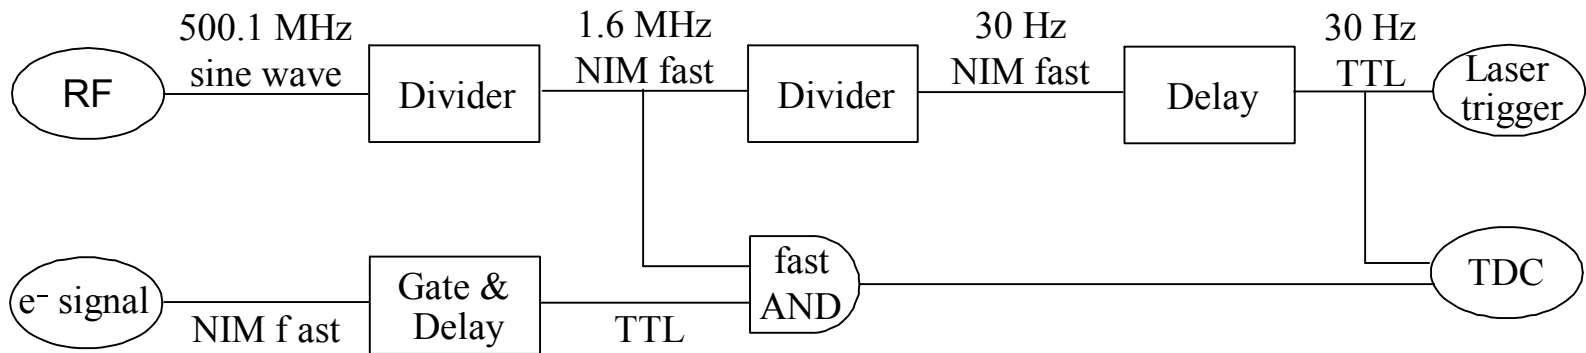 500.1 MHz
sine wave
1.6 MHz
NIM fast
30 Hz
NIM fast
30 Hz
TTL
RF
Divider
Divider
Delay
Laser
trigger
e⁻ signal
NIM f ast
Gate &
Delay
TTL
fast
AND
TDC